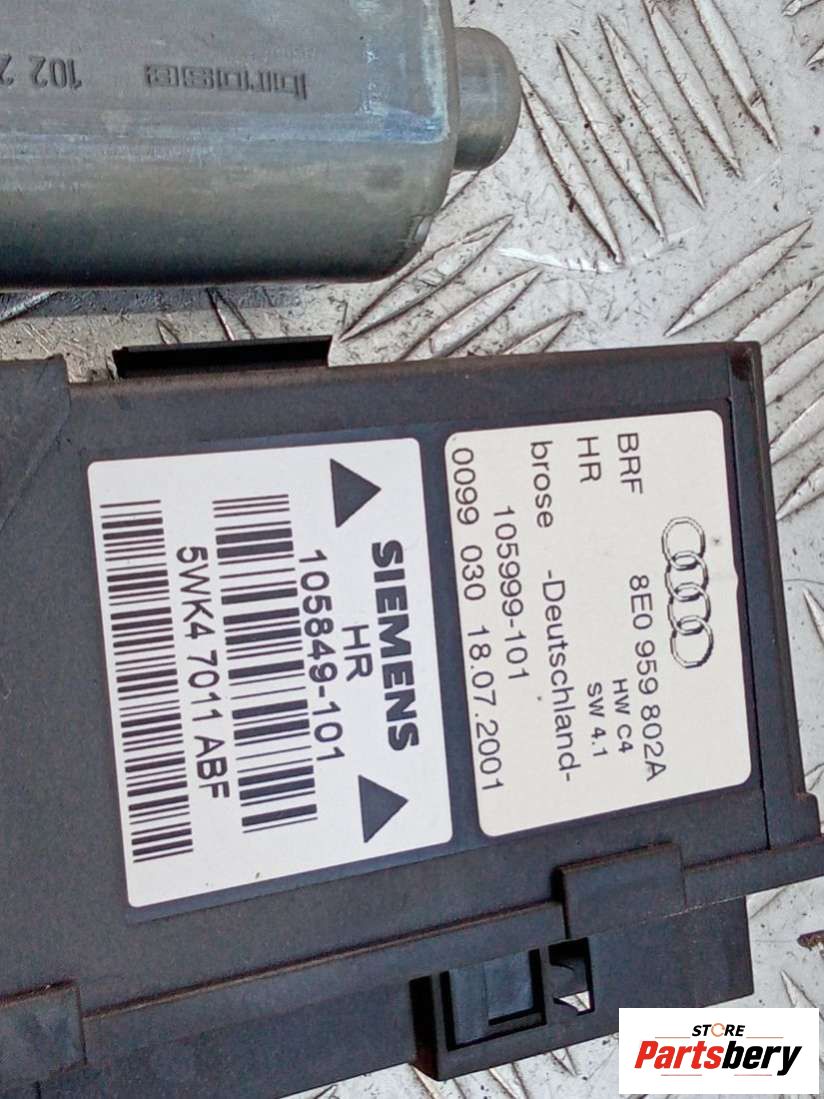 102 2
brose
BRF
8E0 959 802A
HR
HW C4
SW 4.1
brose -Deutschland-
105999-101
0099 030 18.07.2001
SIEMENS
HR
105849-101
5WK4 7011 ABF
STORE
Partsbery